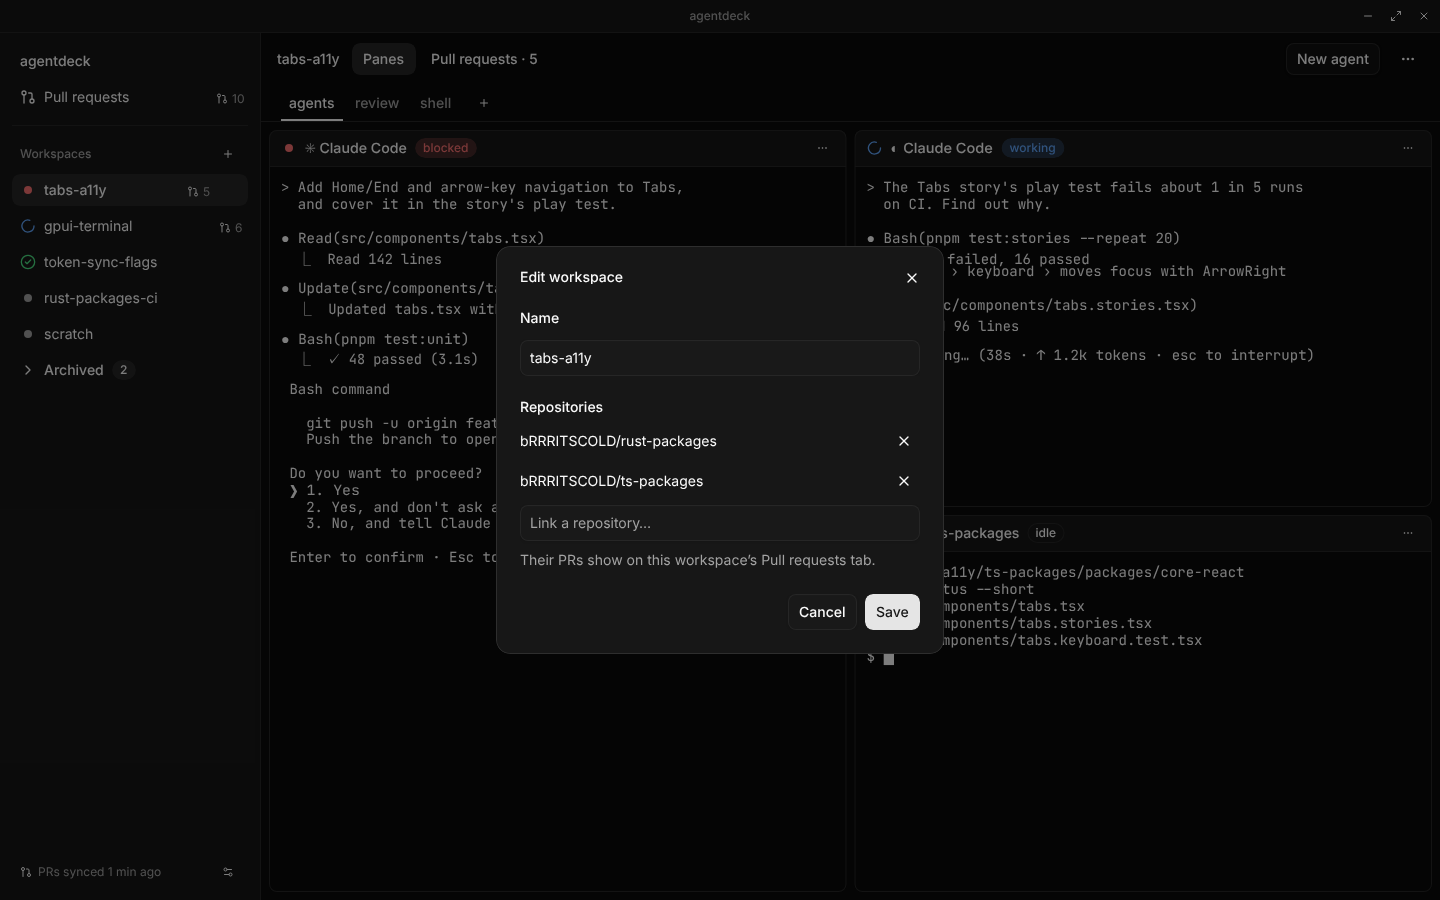 agentdeck
agentdeck
Pull requests 10
Workspaces +
tabs-a11y 5
gpui-terminal 6
token-sync-flags
rust-packages-ci
scratch
Archived 2
PRs synced 1 min ago
tabs-a11y Panes Pull requests · 5
New agent ···
agents review shell +
✳ Claude Code blocked ···
> Add Home/End and arrow-key navigation to Tabs,
and cover it in the story's play test.
● Read(src/components/tabs.tsx)
⎿ Read 142 lines
● Update(src/components/ta
⎿ Updated tabs.tsx wit
● Bash(pnpm test:unit)
⎿ ✓ 48 passed (3.1s)
Bash command
git push -u origin feat
Push the branch to open
Do you want to proceed?
❯ 1. Yes
2. Yes, and don't ask a
3. No, and tell Claude
Enter to confirm · Esc to
Claude Code working ···
> The Tabs story's play test fails about 1 in 5 runs
on CI. Find out why.
● Bash(pnpm test:stories --repeat 20)
failed, 16 passed
› keyboard › moves focus with ArrowRight
c/components/tabs.stories.tsx)
96 lines
ng… (38s · ↑ 1.2k tokens · esc to interrupt)
s-packages idle ···
a11y/ts-packages/packages/core-react
tus --short
mponents/tabs.tsx
mponents/tabs.stories.tsx
mponents/tabs.keyboard.test.tsx
$
Edit workspace
Name
tabs-a11y
Repositories
bRRRITSCOLD/rust-packages
bRRRITSCOLD/ts-packages
Link a repository...
Their PRs show on this workspace's Pull requests tab.
Cancel Save